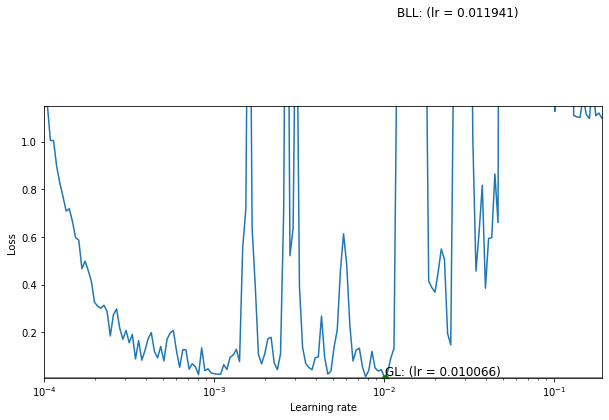 BLL: (lr = 0.011941)
1.0
0.8
0.6
0.4
0.2
Loss
GL: (lr = 0.010066)
10⁻⁴
10⁻³
10⁻²
10⁻¹
Learning rate